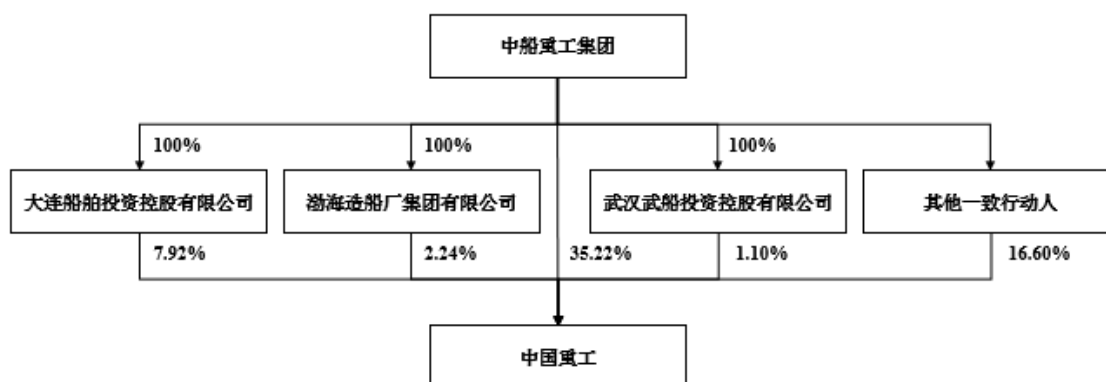 中船重工集团
100%
100%
100%
大连船舶投资控股有限公司
渤海造船厂集团有限公司
武汉武船投资控股有限公司
其他一致行动人
7.92%
2.24%
35.22%
1.10%
16.60%
中国重工